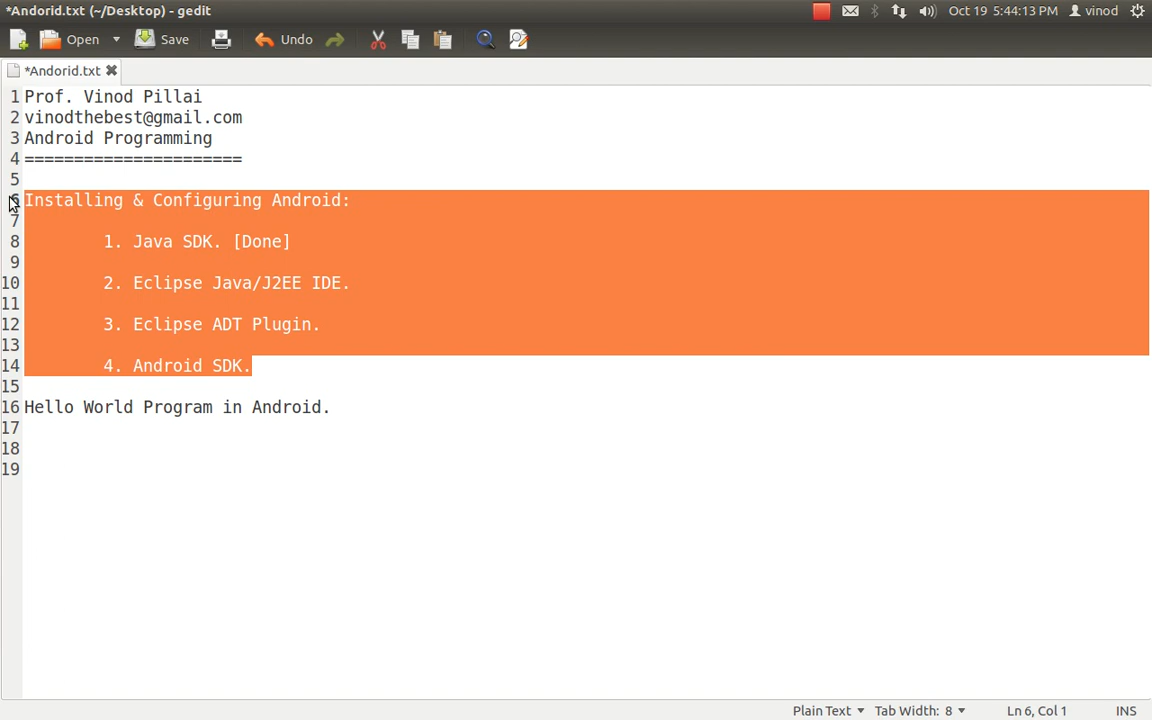 *Andorid.txt (~/Desktop) - gedit
Oct 19 5:44:13 PM vinod
Open Save Undo
*Andorid.txt
1 Prof. Vinod Pillai
2 vinodthebest@gmail.com
3 Android Programming
4 ======================
5
6 Installing & Configuring Android:
7
8 1. Java SDK. [Done]
9
10 2. Eclipse Java/J2EE IDE.
11
12 3. Eclipse ADT Plugin.
13
14 4. Android SDK.
15
16 Hello World Program in Android.
17
18
19
Plain Text Tab Width: 8 Ln 6, Col 1 INS